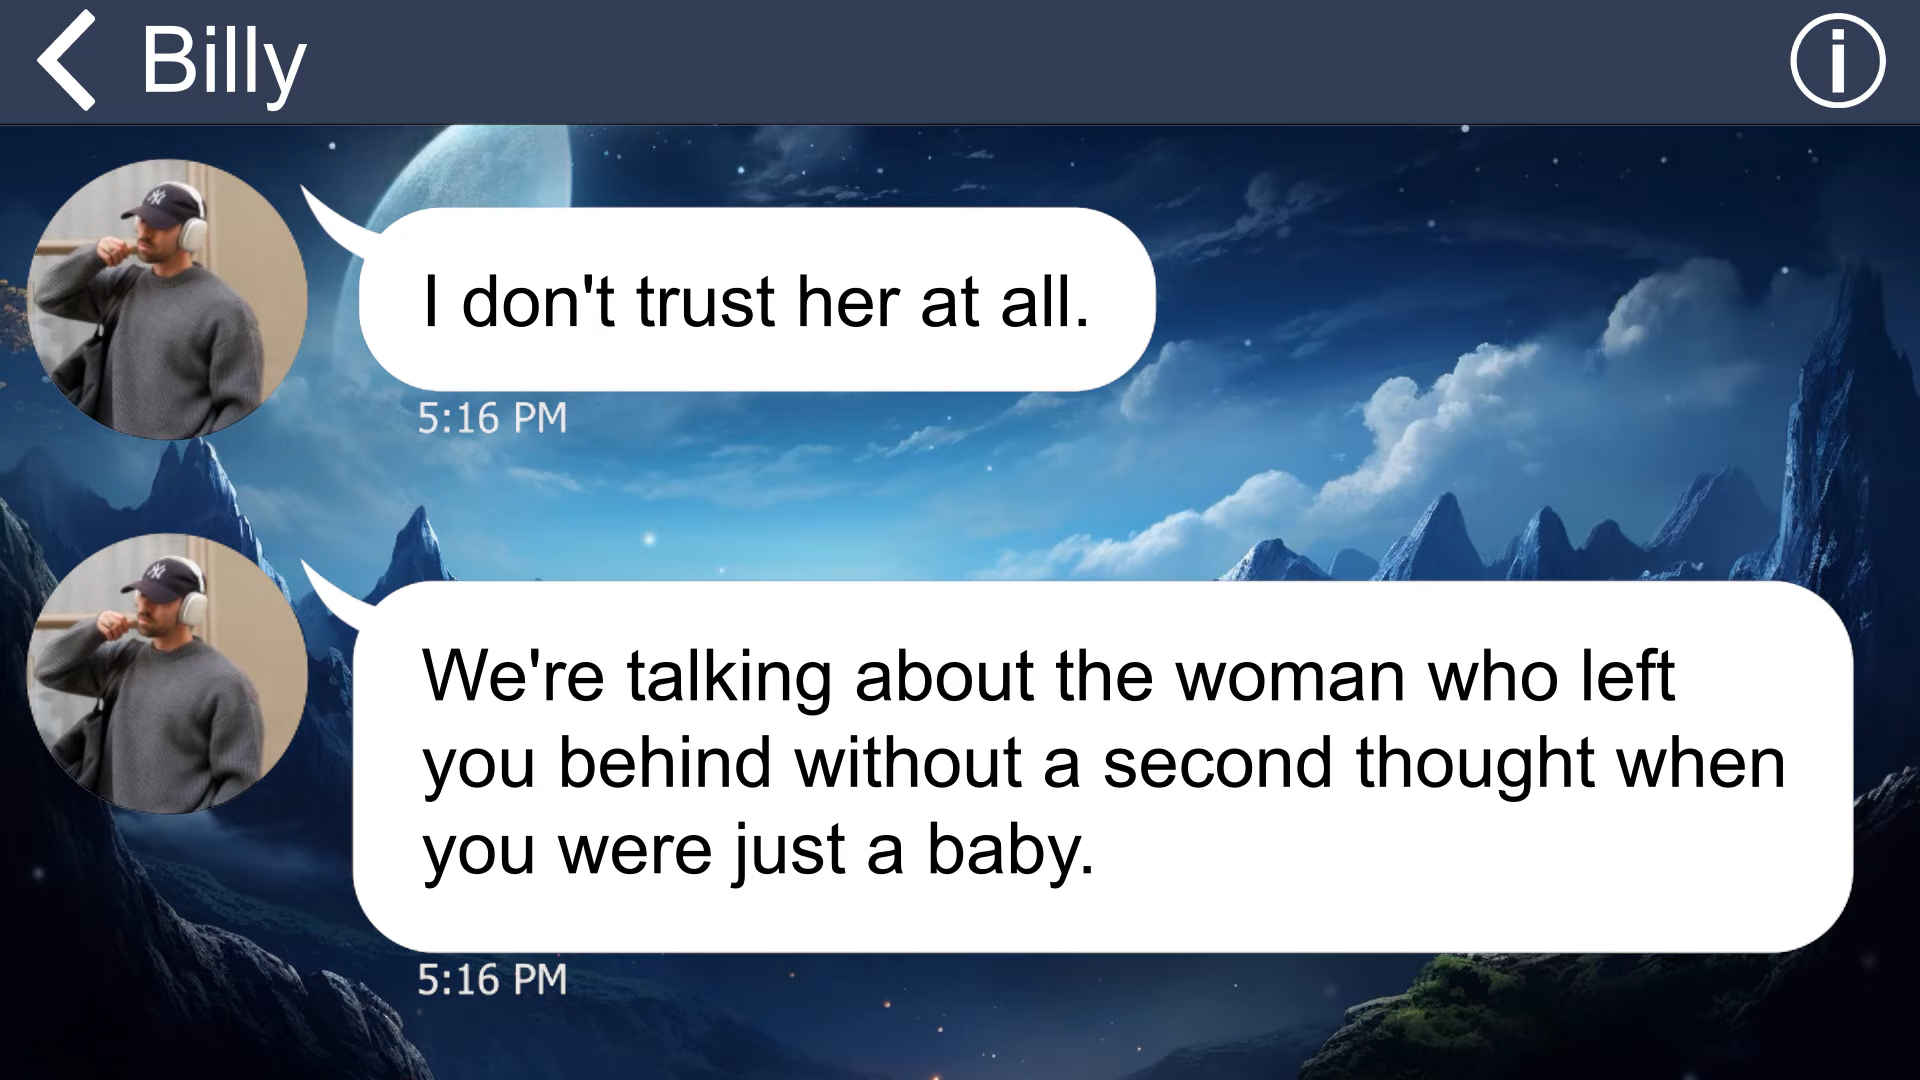 Billy
I don't trust her at all.
5:16 PM
We're talking about the woman who left
you behind without a second thought when
you were just a baby.
5:16 PM